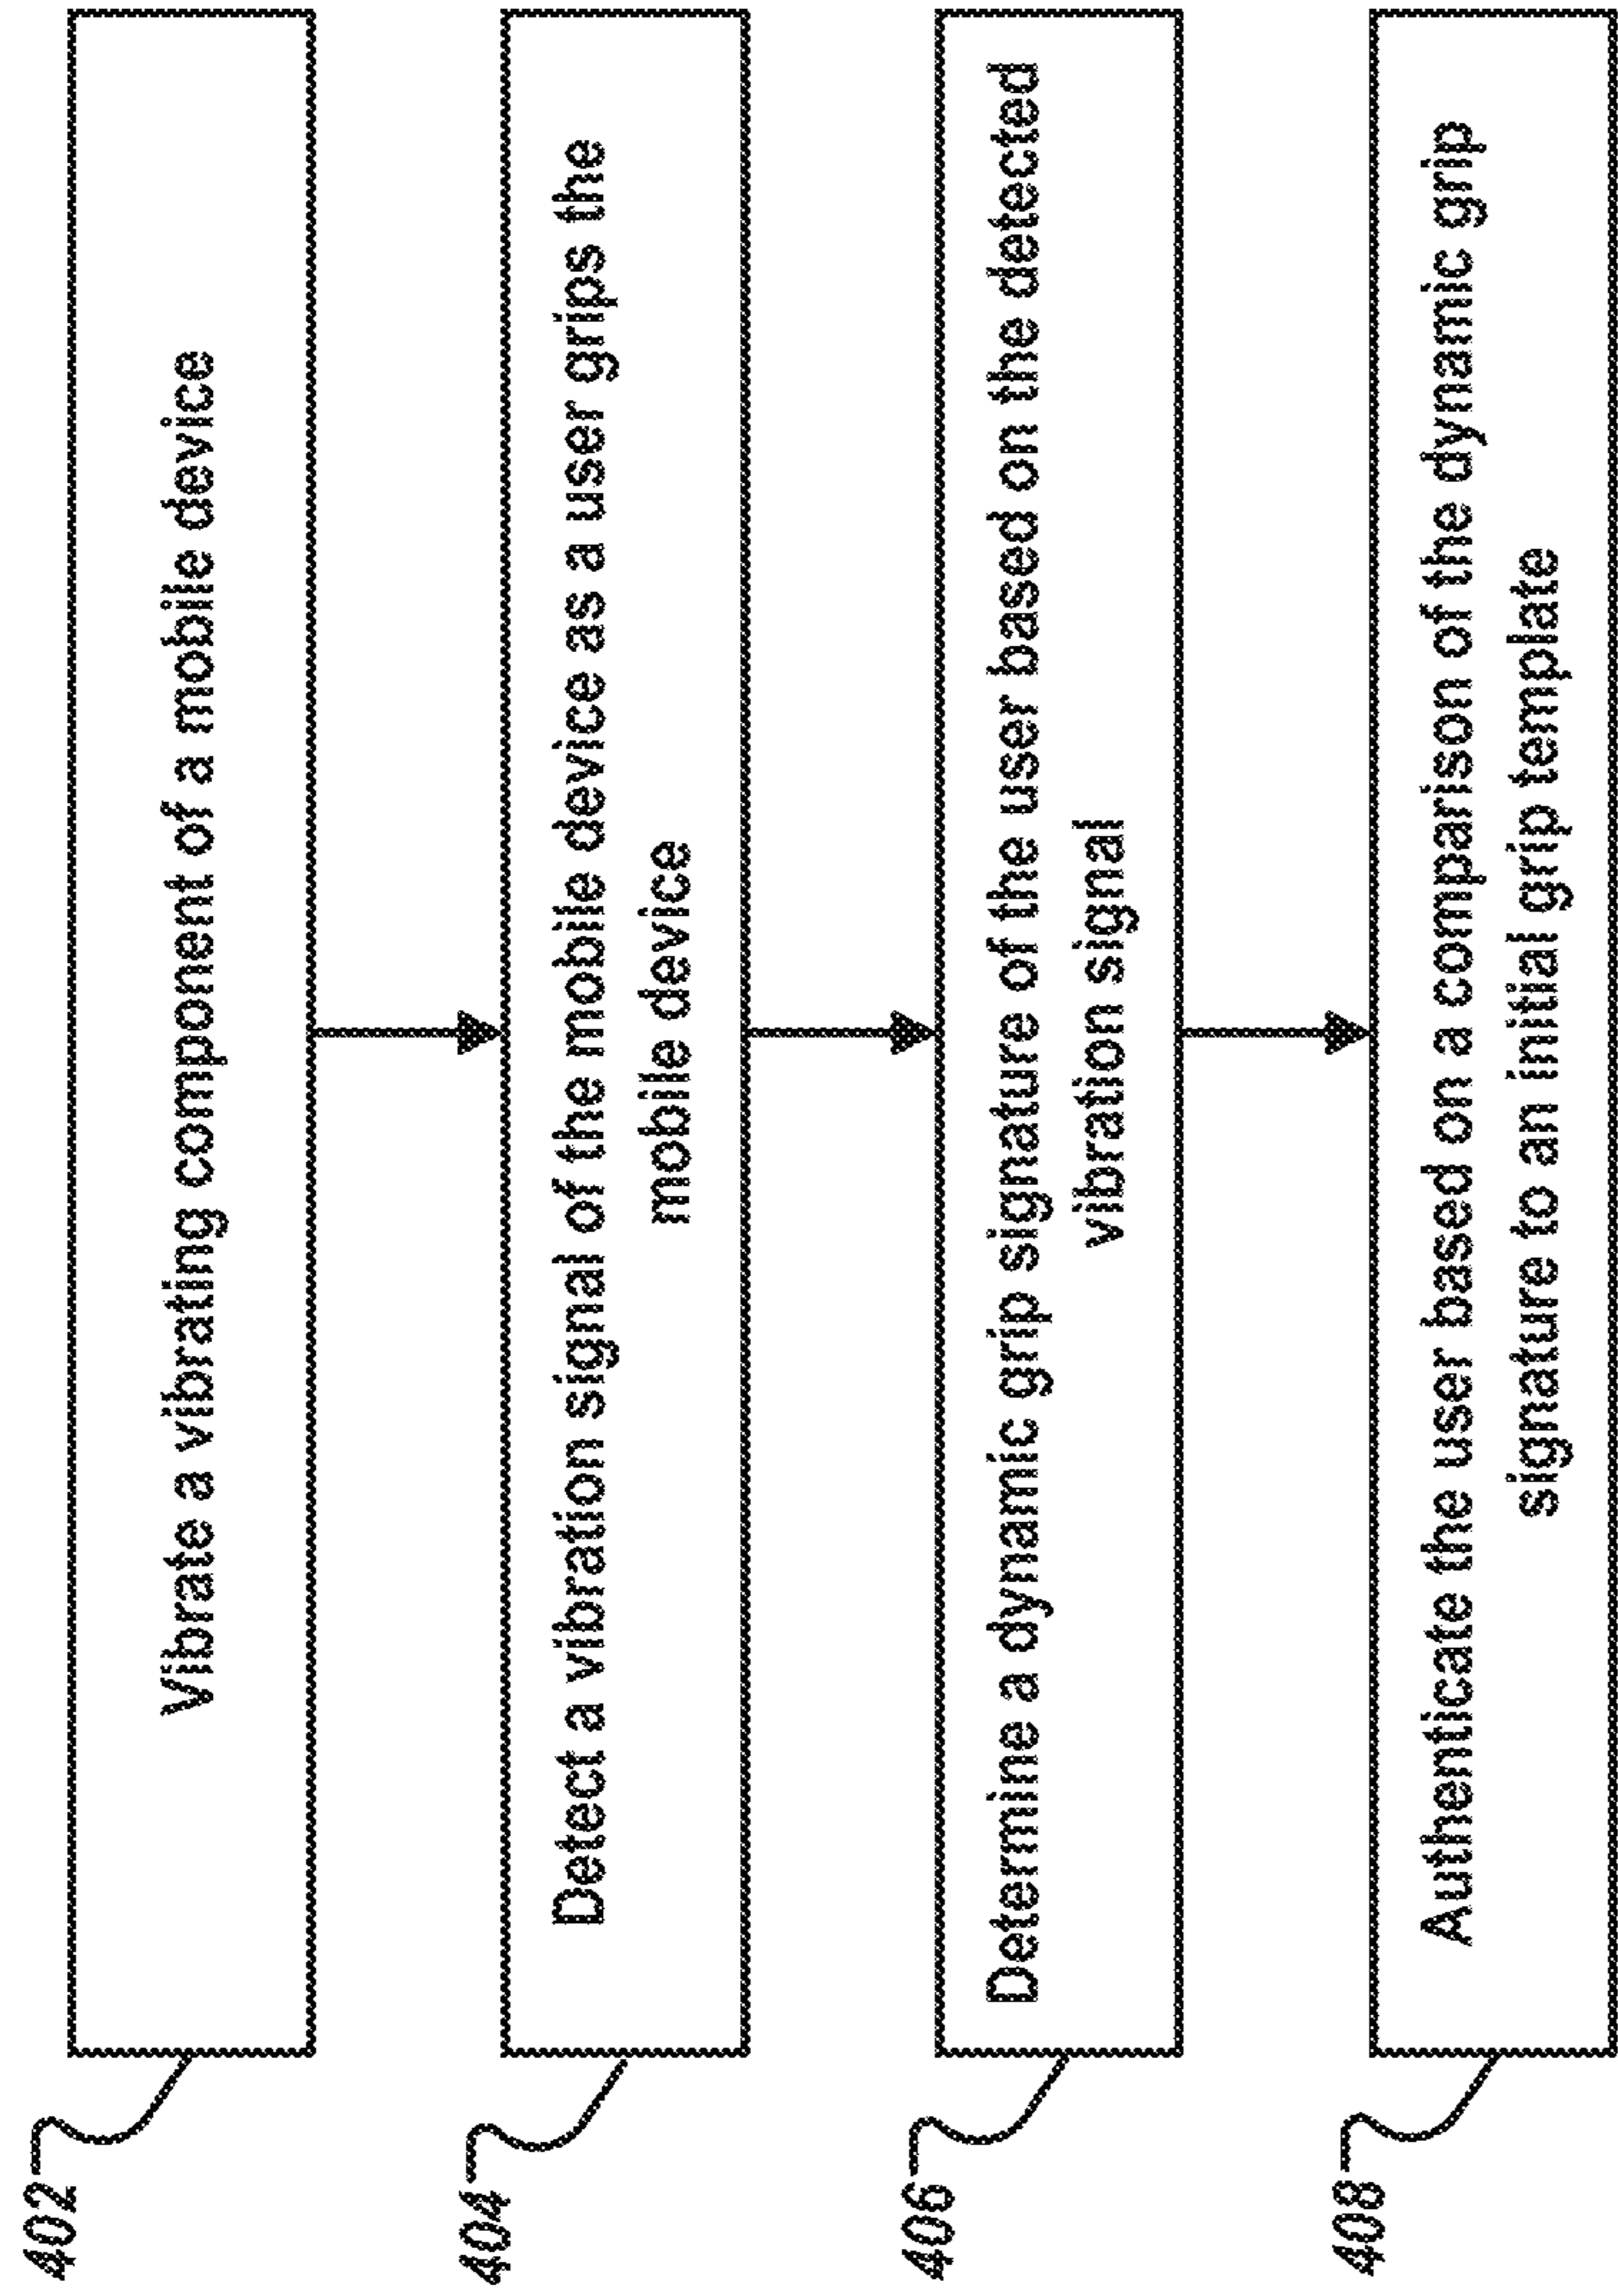 402
Vibrate a vibrating component of a mobile device
404
Detect a vibration signal of the mobile device as a user grips the
mobile device
406
Determine a dynamic grip signature of the user based on the detected
vibration signal
408
Authenticate the user based on a comparison of the dynamic grip
signature to an initial grip template